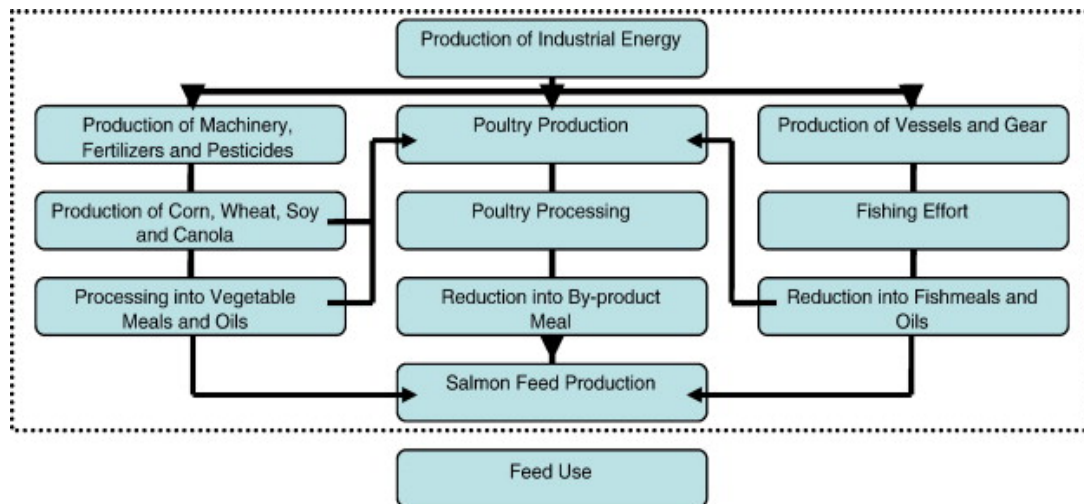 Production of Industrial Energy
Production of Machinery,
Fertilizers and Pesticides
Poultry Production
Production of Vessels and Gear
Production of Corn, Wheat, Soy
and Canola
Poultry Processing
Fishing Effort
Processing into Vegetable
Meals and Oils
Reduction into By-product
Meal
Reduction into Fishmeals and
Oils
Salmon Feed Production
Feed Use